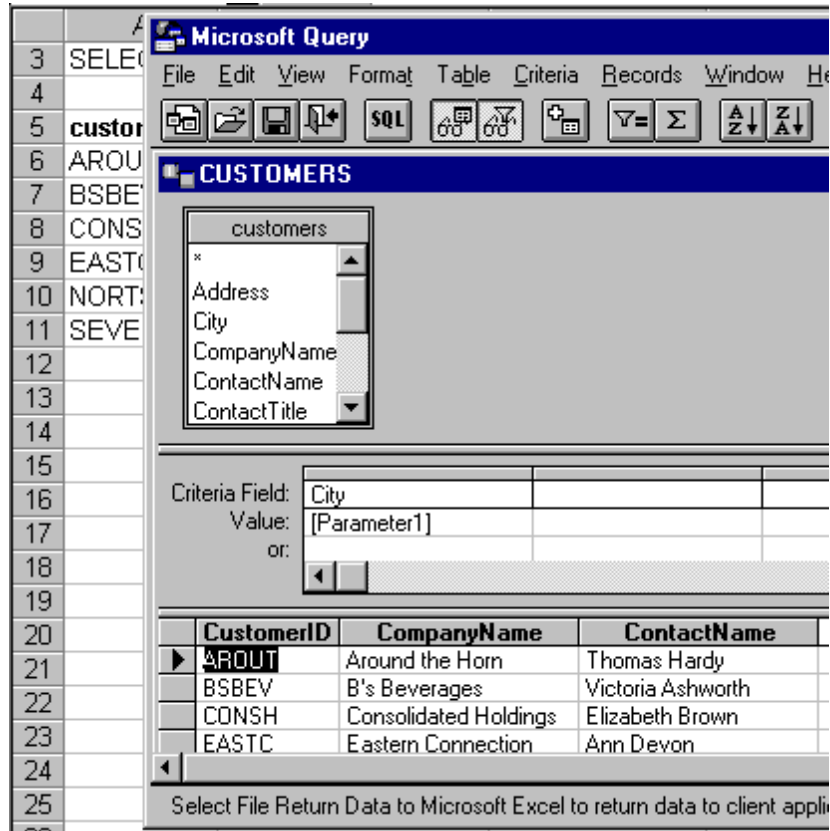 Microsoft Query
File Edit View Format Table Criteria Records Window
SQL
CUSTOMERS
customers
*
Address
City
CompanyName
ContactName
ContactTitle
Criteria Field: City
Value: [Parameter1]
or:
CustomerID CompanyName ContactName
AROUT Around the Horn Thomas Hardy
BSBEV B's Beverages Victoria Ashworth
CONSH Consolidated Holdings Elizabeth Brown
EASTC Eastern Connection Ann Devon
Select File Return Data to Microsoft Excel to return data to client appli
3 SELE
4
5 custor
6 AROU
7 BSBE
8 CONS
9 EAST
10 NORT
11 SEVE
12
13
14
15
16
17
18
19
20
21
22
23
24
25